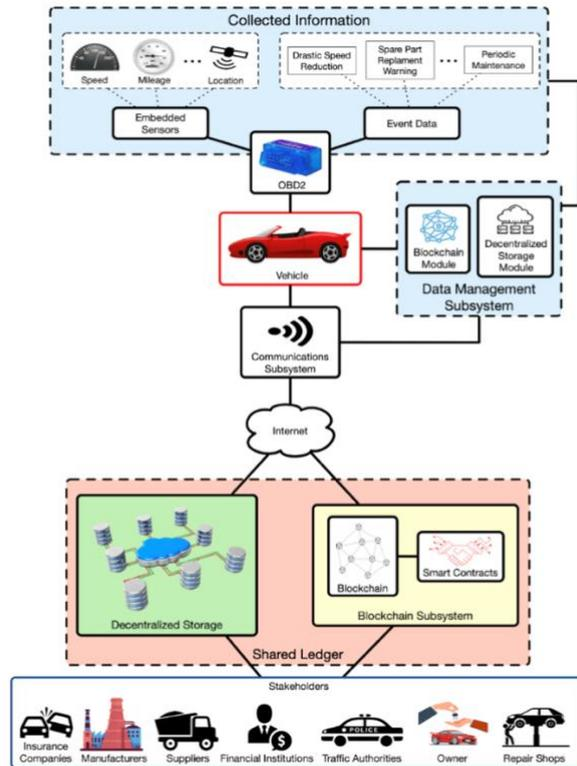 Collected Information
Speed
Mileage
Location
Drastic Speed
Reduction
Spare Part
Replament
Warning
Periodic
Maintenance
Embedded
Sensors
Event Data
OBD2
Vehicle
Blockchain
Module
Decentralized
Storage
Module
Data Management
Subsystem
Communications
Subsystem
Internet
Decentralized Storage
Blockchain
Smart Contracts
Blockchain Subsystem
Shared Ledger
Stakeholders
Insurance
Companies
Manufacturers
Suppliers
Financial Institutions
POLICE
Traffic Authorities
Owner
Repair Shops